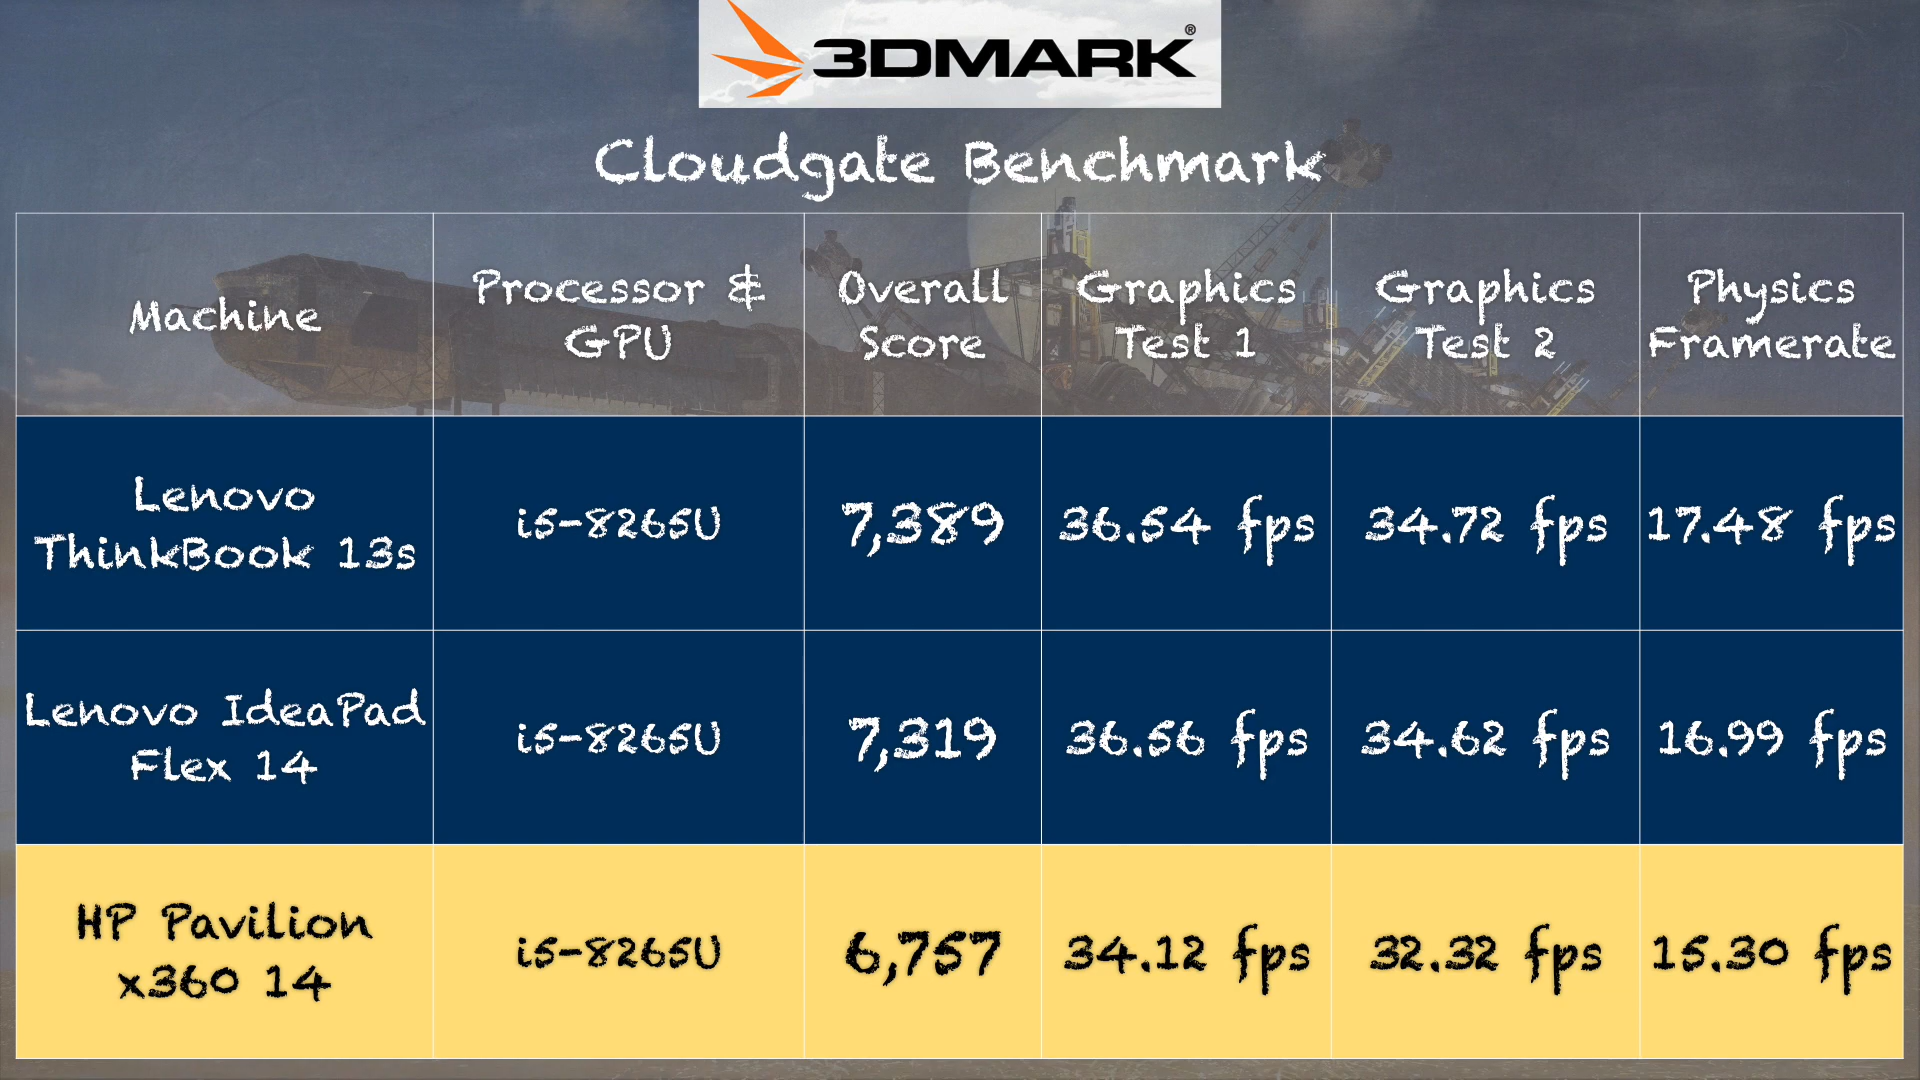 3DMARK®
Cloudgate Benchmark
Machine
Processor &
GPU
Overall
Score
Graphics
Test 1
Graphics
Test 2
Physics
Framerate
Lenovo
ThinkBook 13s
i5-8265U
7,389
36.54 fps
34.72 fps
17.48 fps
Lenovo IdeaPad
Flex 14
i5-8265U
7,319
36.56 fps
34.62 fps
16.99 fps
HP Pavilion
x360 14
i5-8265U
6,757
34.12 fps
32.32 fps
15.30 fps